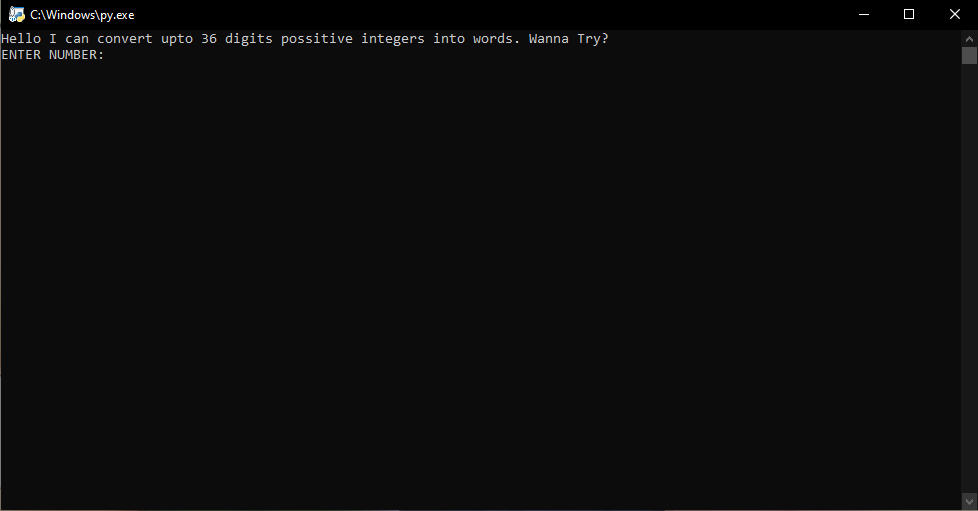 C:\Windows\py.exe
Hello I can convert upto 36 digits possitive integers into words. Wanna Try?
ENTER NUMBER: